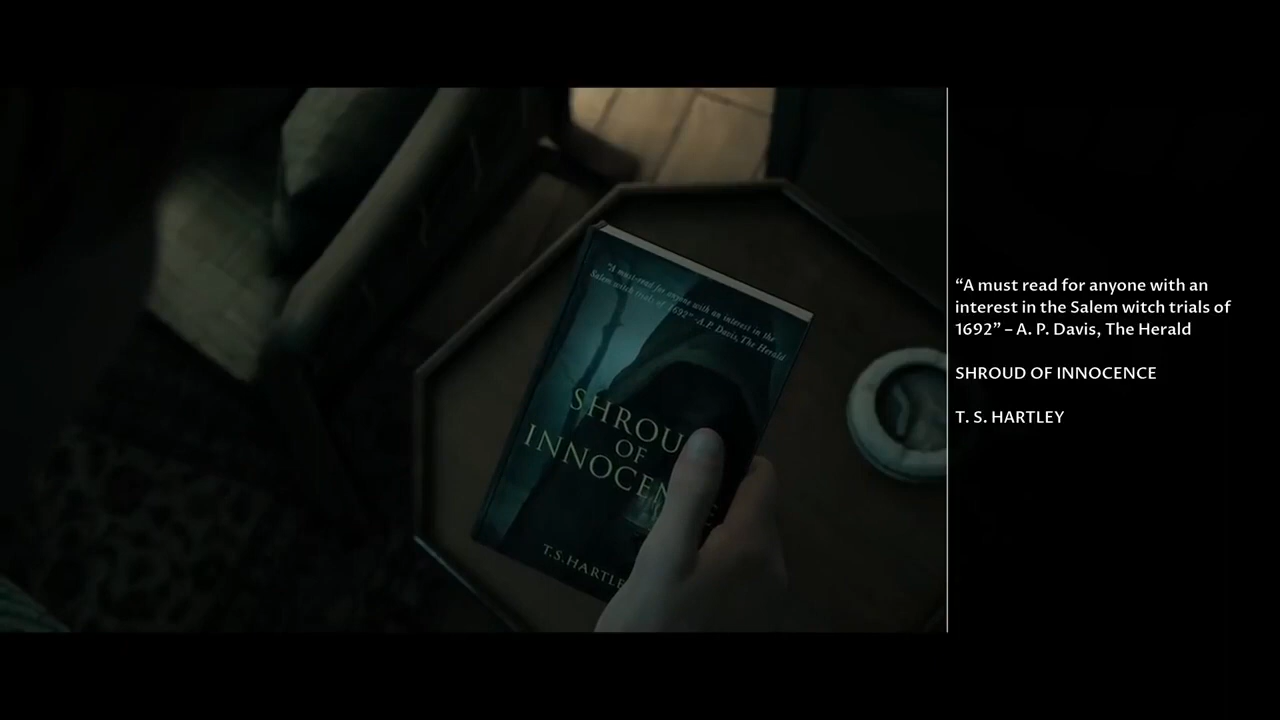 "A must-read for anyone with an interest in the
Salem witch trials of 1692" -A.P. Davis, The Herald
SHROU
OF
INNOCEN
T.S.HARTLE
“A must read for anyone with an
interest in the Salem witch trials of
1692” – A. P. Davis, The Herald
SHROUD OF INNOCENCE
T. S. HARTLEY